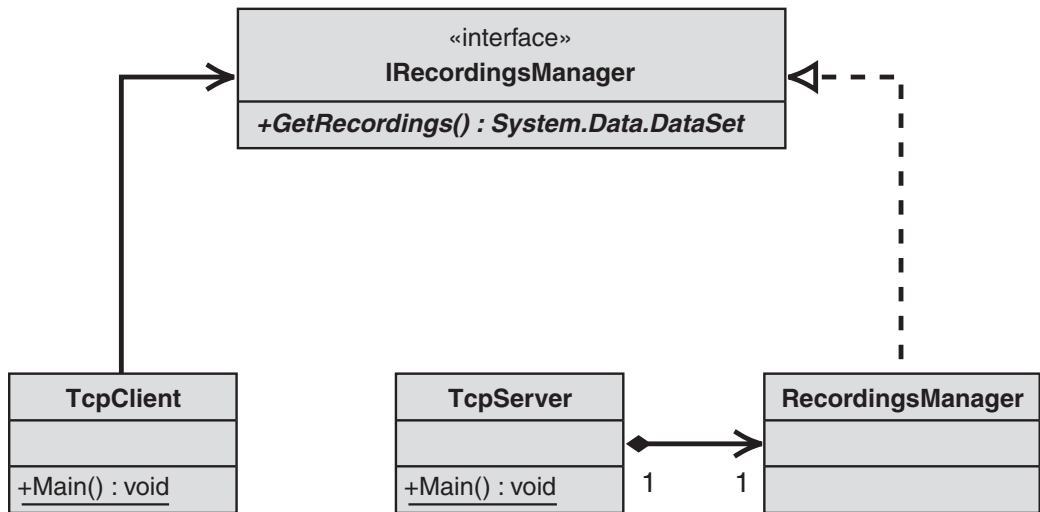 «interface»
IRecordingsManager
+GetRecordings() : System.Data.DataSet
TcpClient
+Main() : void
TcpServer
+Main() : void
1
1
RecordingsManager